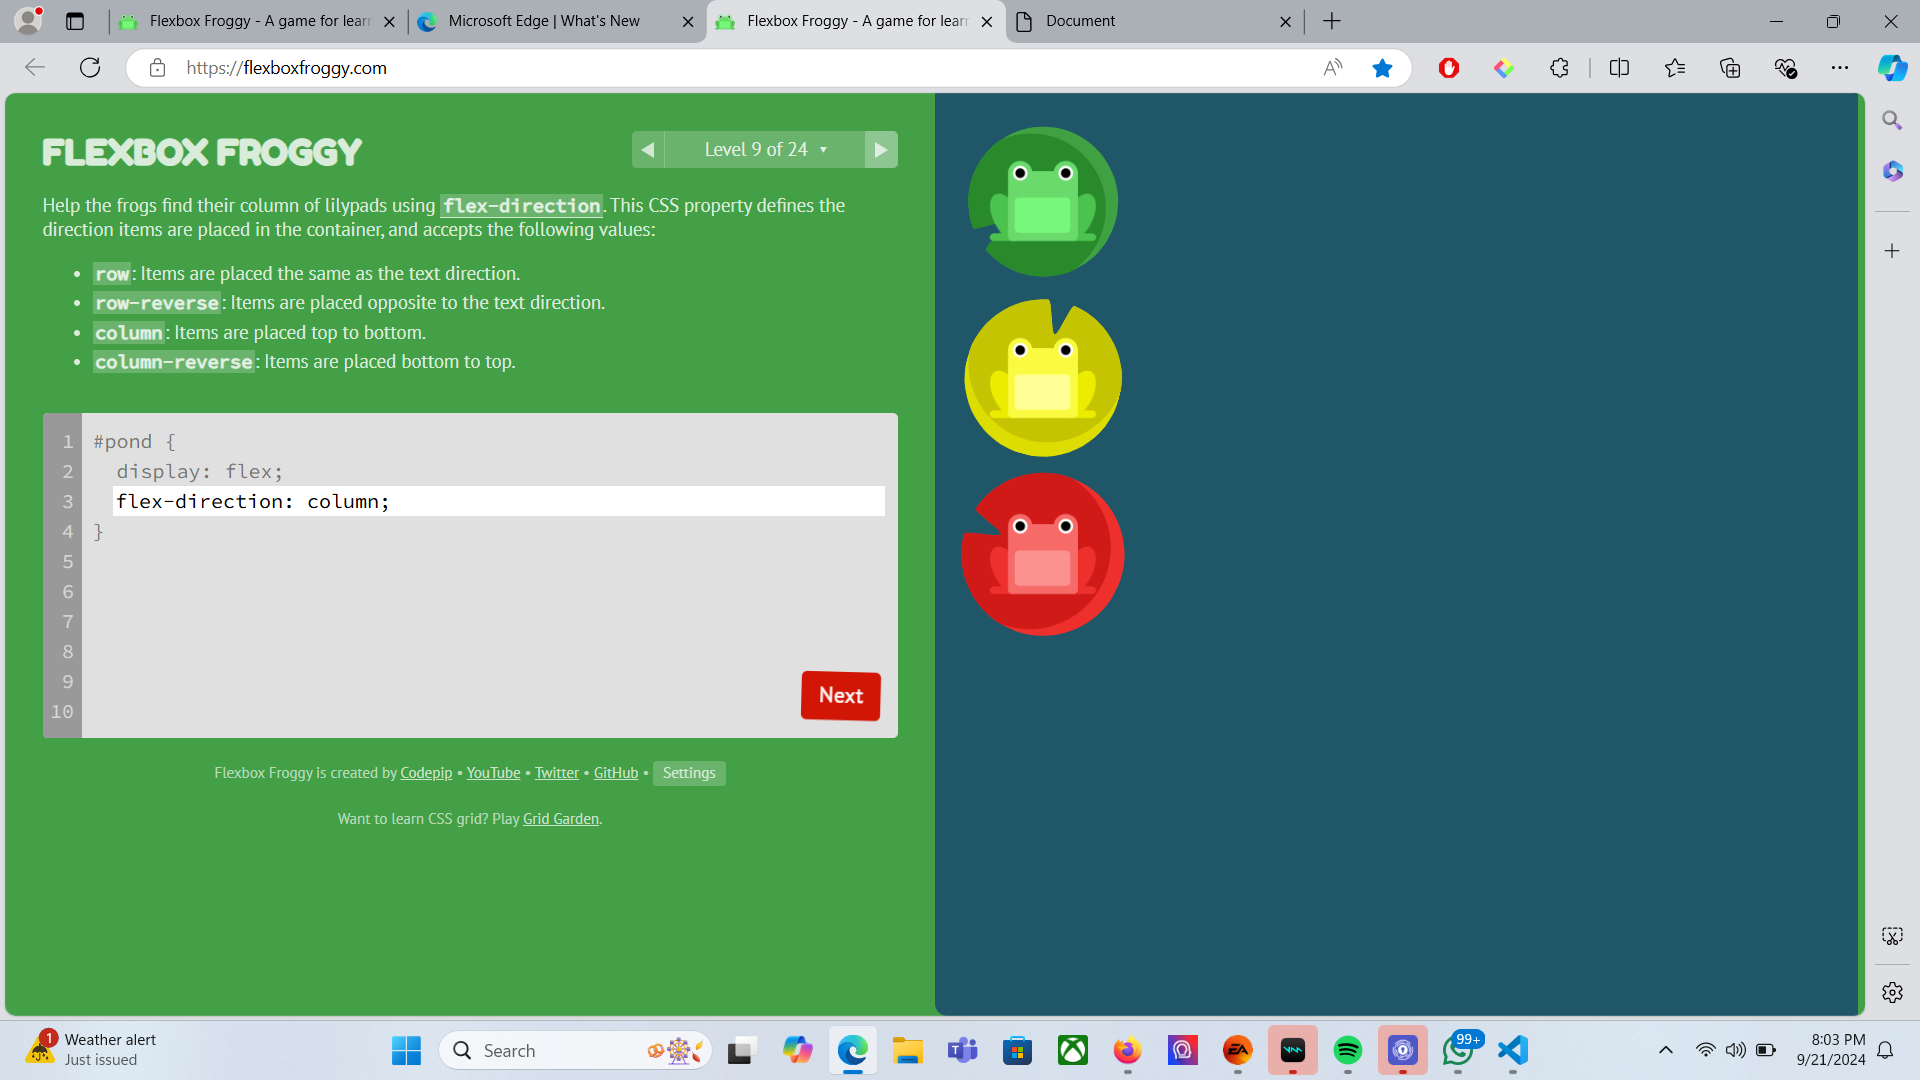 Flexbox Froggy - A game for learn
Microsoft Edge | What's New
Flexbox Froggy - A game for learn
Document
https://flexboxfroggy.com
FLEXBOX FROGGY
Level 9 of 24
Help the frogs find their column of lilypads using flex-direction. This CSS property defines the
direction items are placed in the container, and accepts the following values:
• row: Items are placed the same as the text direction.
• row-reverse: Items are placed opposite to the text direction.
• column: Items are placed top to bottom.
• column-reverse: Items are placed bottom to top.
1 #pond {
2 display: flex;
3 flex-direction: column;
4 }
5
6
7
8
9
10
Next
Flexbox Froggy is created by Codepip • YouTube • Twitter • GitHub • Settings
Want to learn CSS grid? Play Grid Garden.
1
Weather alert
Just issued
Search
EA
99+
8:03 PM
9/21/2024